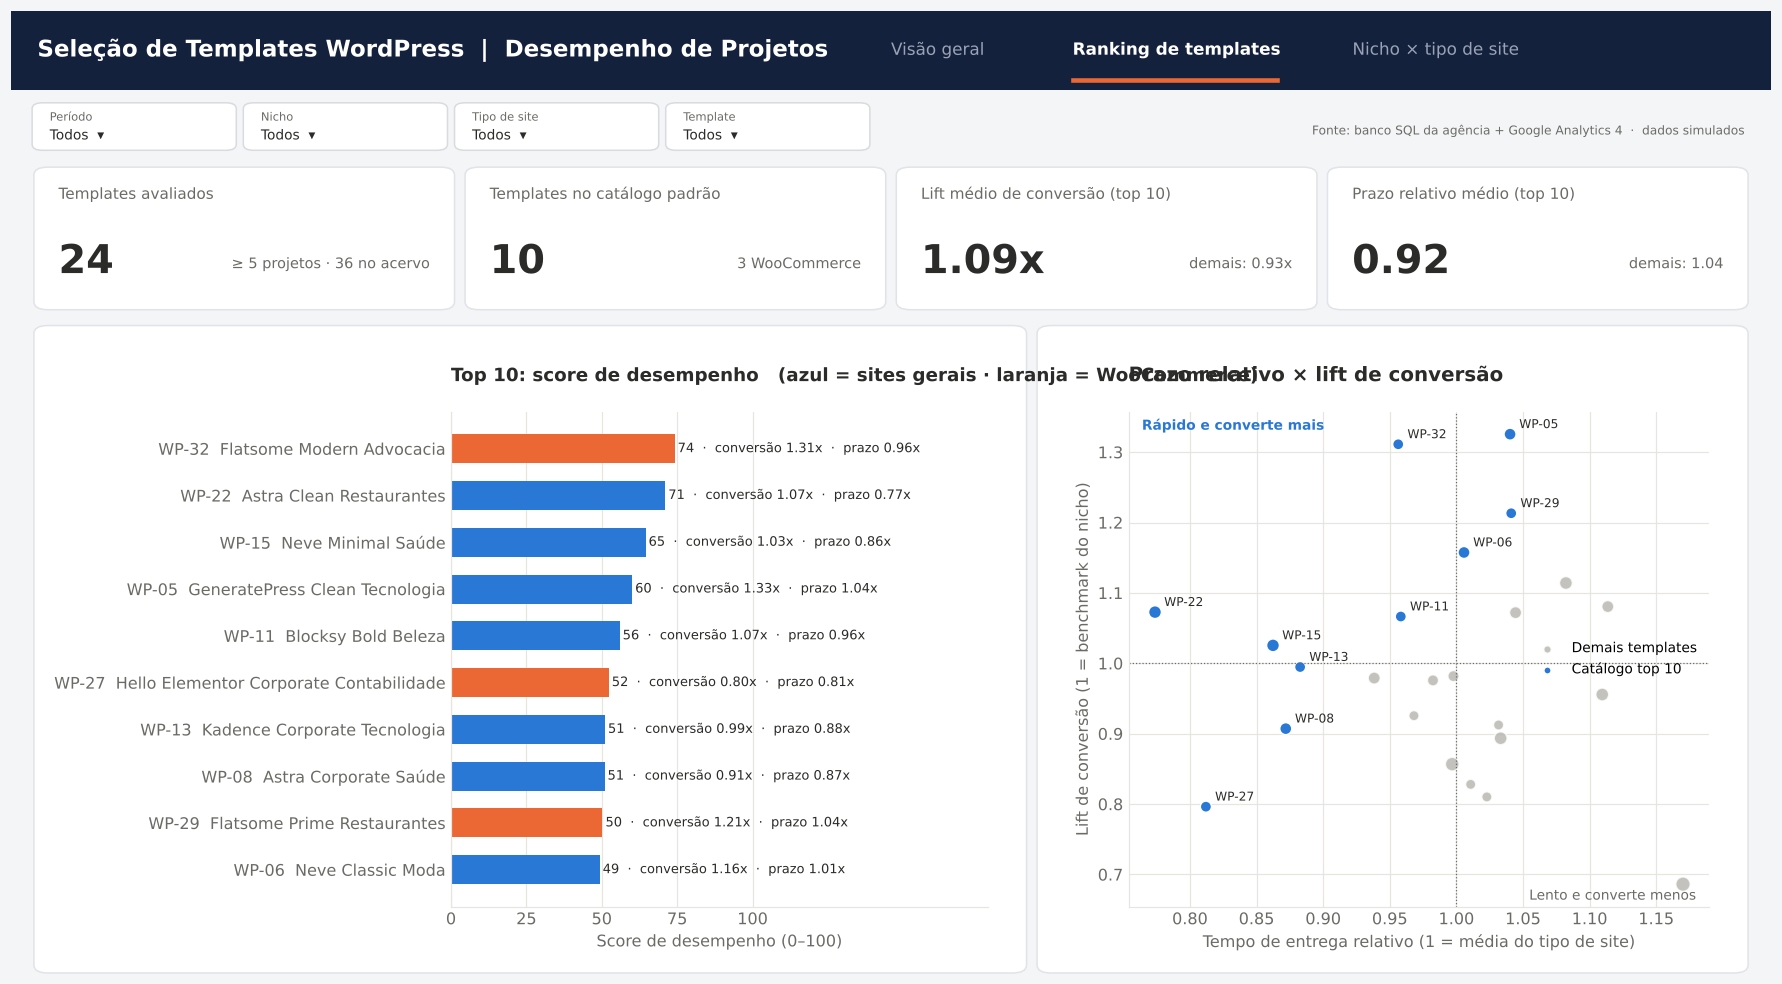 Seleção de Templates WordPress | Desempenho de Projetos
Visão geral
Ranking de templates
Nicho × tipo de site
Período
Todos ▾
Nicho
Todos ▾
Tipo de site
Todos ▾
Template
Todos ▾
Fonte: banco SQL da agência + Google Analytics 4 · dados simulados
Templates avaliados
24
≥ 5 projetos · 36 no acervo
Templates no catálogo padrão
10
3 WooCommerce
Lift médio de conversão (top 10)
1.09x
demais: 0.93x
Prazo relativo médio (top 10)
0.92
demais: 1.04
Top 10: score de desempenho (azul = sites gerais · laranja = WooCommerce)
WP-32 Flatsome Modern Advocacia
74 · conversão 1.31x · prazo 0.96x
WP-22 Astra Clean Restaurantes
71 · conversão 1.07x · prazo 0.77x
WP-15 Neve Minimal Saúde
65 · conversão 1.03x · prazo 0.86x
WP-05 GeneratePress Clean Tecnologia
60 · conversão 1.33x · prazo 1.04x
WP-11 Blocksy Bold Beleza
56 · conversão 1.07x · prazo 0.96x
WP-27 Hello Elementor Corporate Contabilidade
52 · conversão 0.80x · prazo 0.81x
WP-13 Kadence Corporate Tecnologia
51 · conversão 0.99x · prazo 0.88x
WP-08 Astra Corporate Saúde
51 · conversão 0.91x · prazo 0.87x
WP-29 Flatsome Prime Restaurantes
50 · conversão 1.21x · prazo 1.04x
WP-06 Neve Classic Moda
49 · conversão 1.16x · prazo 1.01x
0 25 50 75 100
Score de desempenho (0–100)
Prazo relativo × lift de conversão
Rápido e converte mais
WP-32
WP-05
WP-29
WP-06
WP-22
WP-11
WP-15
WP-13
WP-08
WP-27
Demais templates
Catálogo top 10
Lento e converte menos
Lift de conversão (1 = benchmark do nicho)
1.3
1.2
1.1
1.0
0.9
0.8
0.7
0.80 0.85 0.90 0.95 1.00 1.05 1.10 1.15
Tempo de entrega relativo (1 = média do tipo de site)